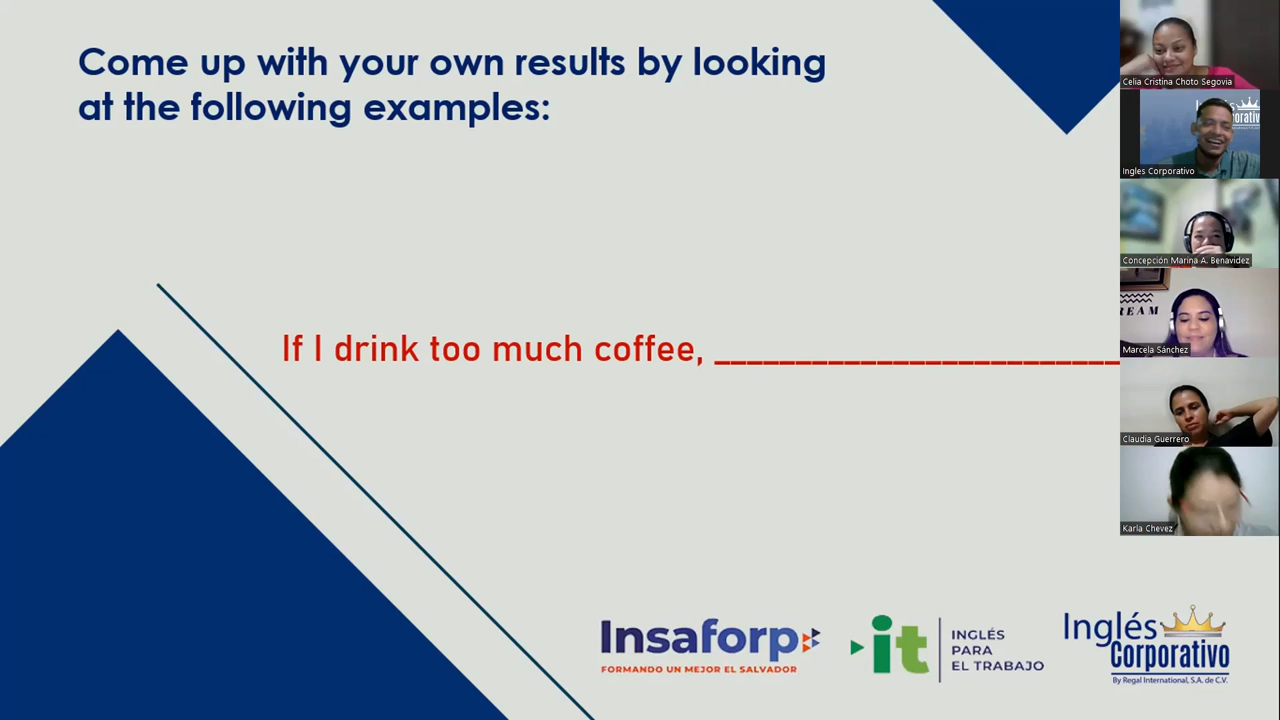 Come up with your own results by looking
at the following examples:
If I drink too much coffee, _________________________
Insaforp
FORMANDO UN MEJOR EL SALVADOR
it
INGLÉS
PARA
EL TRABAJO
Inglés
Corporativo
By Regal International, S.A. de C.V.
Celia Cristina Choto Segovia
Ingles Corporativo
Concepción Marina A. Benavidez
EAM
Marcela Sánchez
Claudia Guerrero
Karla Chevez